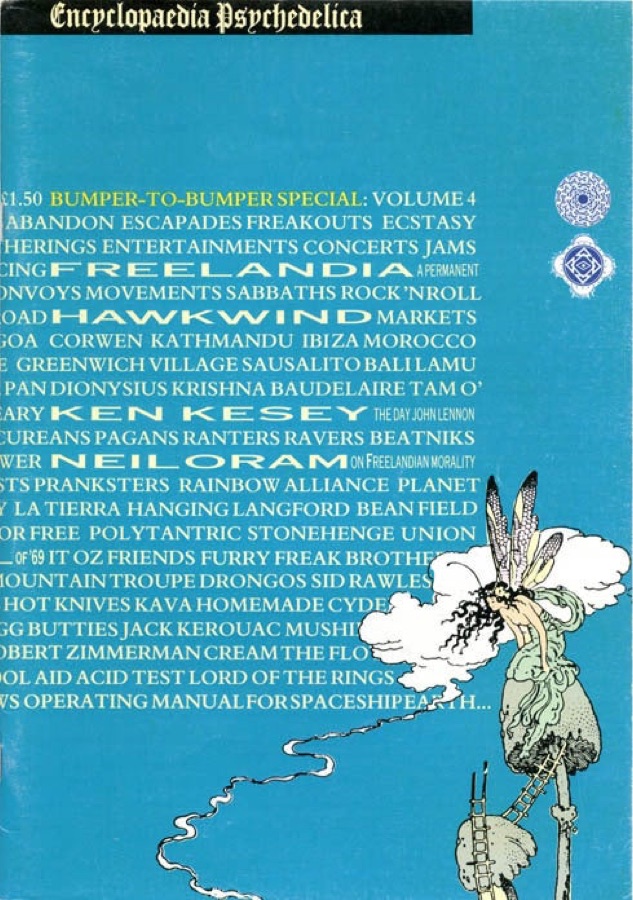 Encyclopaedia Psychedelica
£1.50 BUMPER-TO-BUMPER SPECIAL: VOLUME 4
ABANDON ESCAPADES FREAKOUTS ECSTASY
HERINGS ENTERTAINMENTS CONCERTS JAMS
CING FREELANDIA A PERMANENT
ONVOYS MOVEMENTS SABBATHS ROCK'NROLL
OAD HAWKWIND MARKETS
GOA CORWEN KATHMANDU IBIZA MOROCCO
E GREENWICH VILLAGE SAUSALITO BALI LAMU
PAN DIONYSIUS KRISHNA BAUDELAIRE TAM O'
EARY KEN KESEY THE DAY JOHN LENNON
CUREANS PAGANS RANTERS RAVERS BEATNIKS
WER NEIL ORAM ON FREELANDIAN MORALITY
STS PRANKSTERS RAINBOW ALLIANCE PLANET
Y LA TIERRA HANGING LANGFORD BEAN FIELD
OR FREE POLYTANTRIC STONEHENGE UNION
L OF '69 IT OZ FRIENDS FURRY FREAK BROTHE
MOUNTAIN TROUPE DRONGOS SID RAWLES
HOT KNIVES KAVA HOMEMADE CYDE
GG BUTTIES JACK KEROUAC MUSHI
OBERT ZIMMERMAN CREAM THE FLO
OL AID ACID TEST LORD OF THE RINGS
WS OPERATING MANUAL FOR SPACESHIP EARTH...